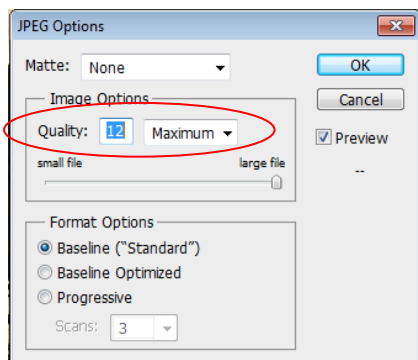 JPEG Options
Matte: None
OK
Image Options
Cancel
Quality: 12 Maximum
Preview
small file large file
--
Format Options
Baseline ("Standard")
Baseline Optimized
Progressive
Scans: 3